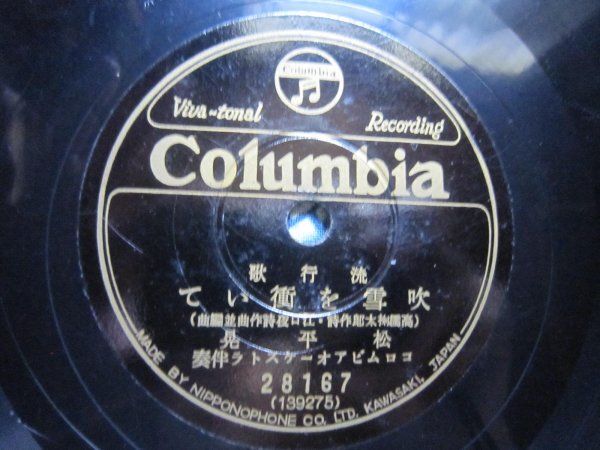 Columbia
Viva-tonal Recording
Columbia
流行歌
吹雪を衝いて
(高橋掬太郎作詩・江口夜詩作曲並編曲)
松平晃
コロムビアオーケストラ伴奏
28167
(139275)
MADE BY NIPPONOPHONE CO., LTD. KAWASAKI, JAPAN